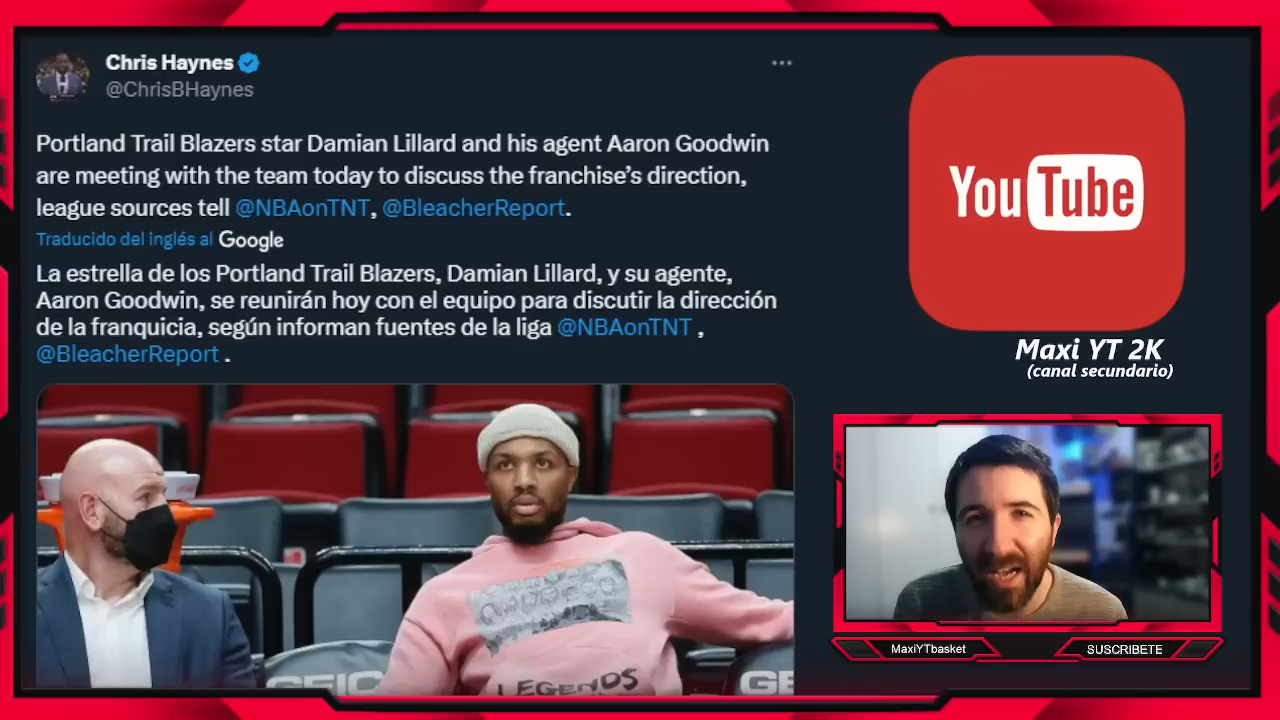 Chris Haynes
@ChrisBHaynes
Portland Trail Blazers star Damian Lillard and his agent Aaron Goodwin
are meeting with the team today to discuss the franchise's direction,
league sources tell @NBAonTNT, @BleacherReport.
Traducido del inglés al Google
La estrella de los Portland Trail Blazers, Damian Lillard, y su agente,
Aaron Goodwin, se reunirán hoy con el equipo para discutir la dirección
de la franquicia, según informan fuentes de la liga @NBAonTNT ,
@BleacherReport .
LEGENDS
GEIC
GE
YouTube
Maxi YT 2K
(canal secundario)
MaxiYTbasket
SUSCRIBETE